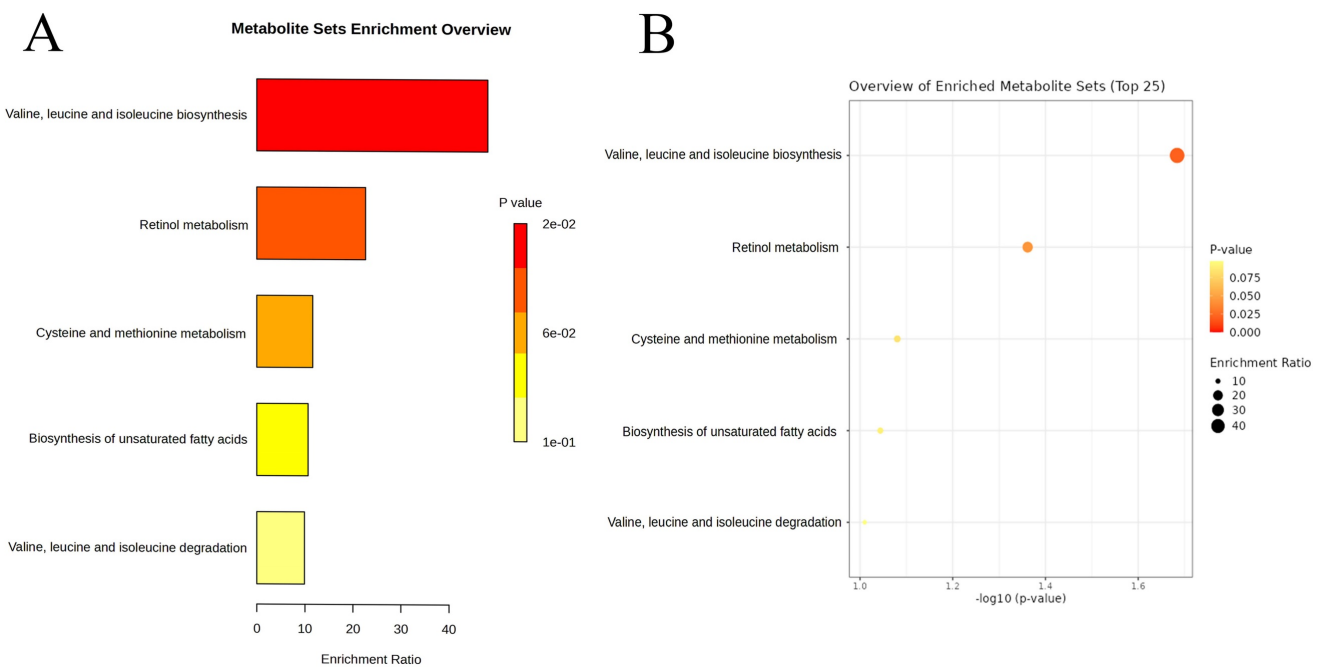 A
Metabolite Sets Enrichment Overview
Valine, leucine and isoleucine biosynthesis
Retinol metabolism
Cysteine and methionine metabolism
Biosynthesis of unsaturated fatty acids
Valine, leucine and isoleucine degradation
0 10 20 30 40
Enrichment Ratio
P value
2e-02
6e-02
1e-01
B
Overview of Enriched Metabolite Sets (Top 25)
Valine, leucine and isoleucine biosynthesis
Retinol metabolism
Cysteine and methionine metabolism
Biosynthesis of unsaturated fatty acids
Valine, leucine and isoleucine degradation
1.0 1.2 1.4 1.6
-log10 (p-value)
P-value
0.075
0.050
0.025
0.000
Enrichment Ratio
10
20
30
40